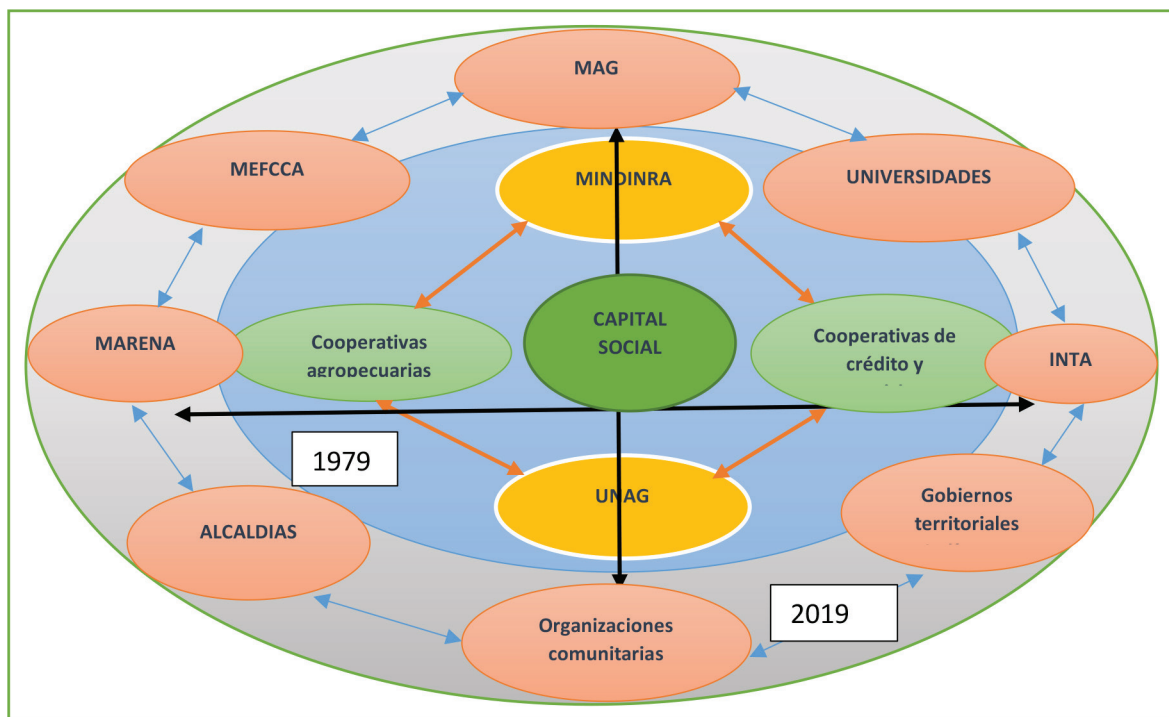 MAG
MEFCCA
MINDINRA
UNIVERSIDADES
MARENA
Cooperativas
agropecuarias
CAPITAL
SOCIAL
Cooperativas de
crédito y
INTA
1979
UNAG
ALCALDIAS
Gobiernos
territoriales
Organizaciones
comunitarias
2019